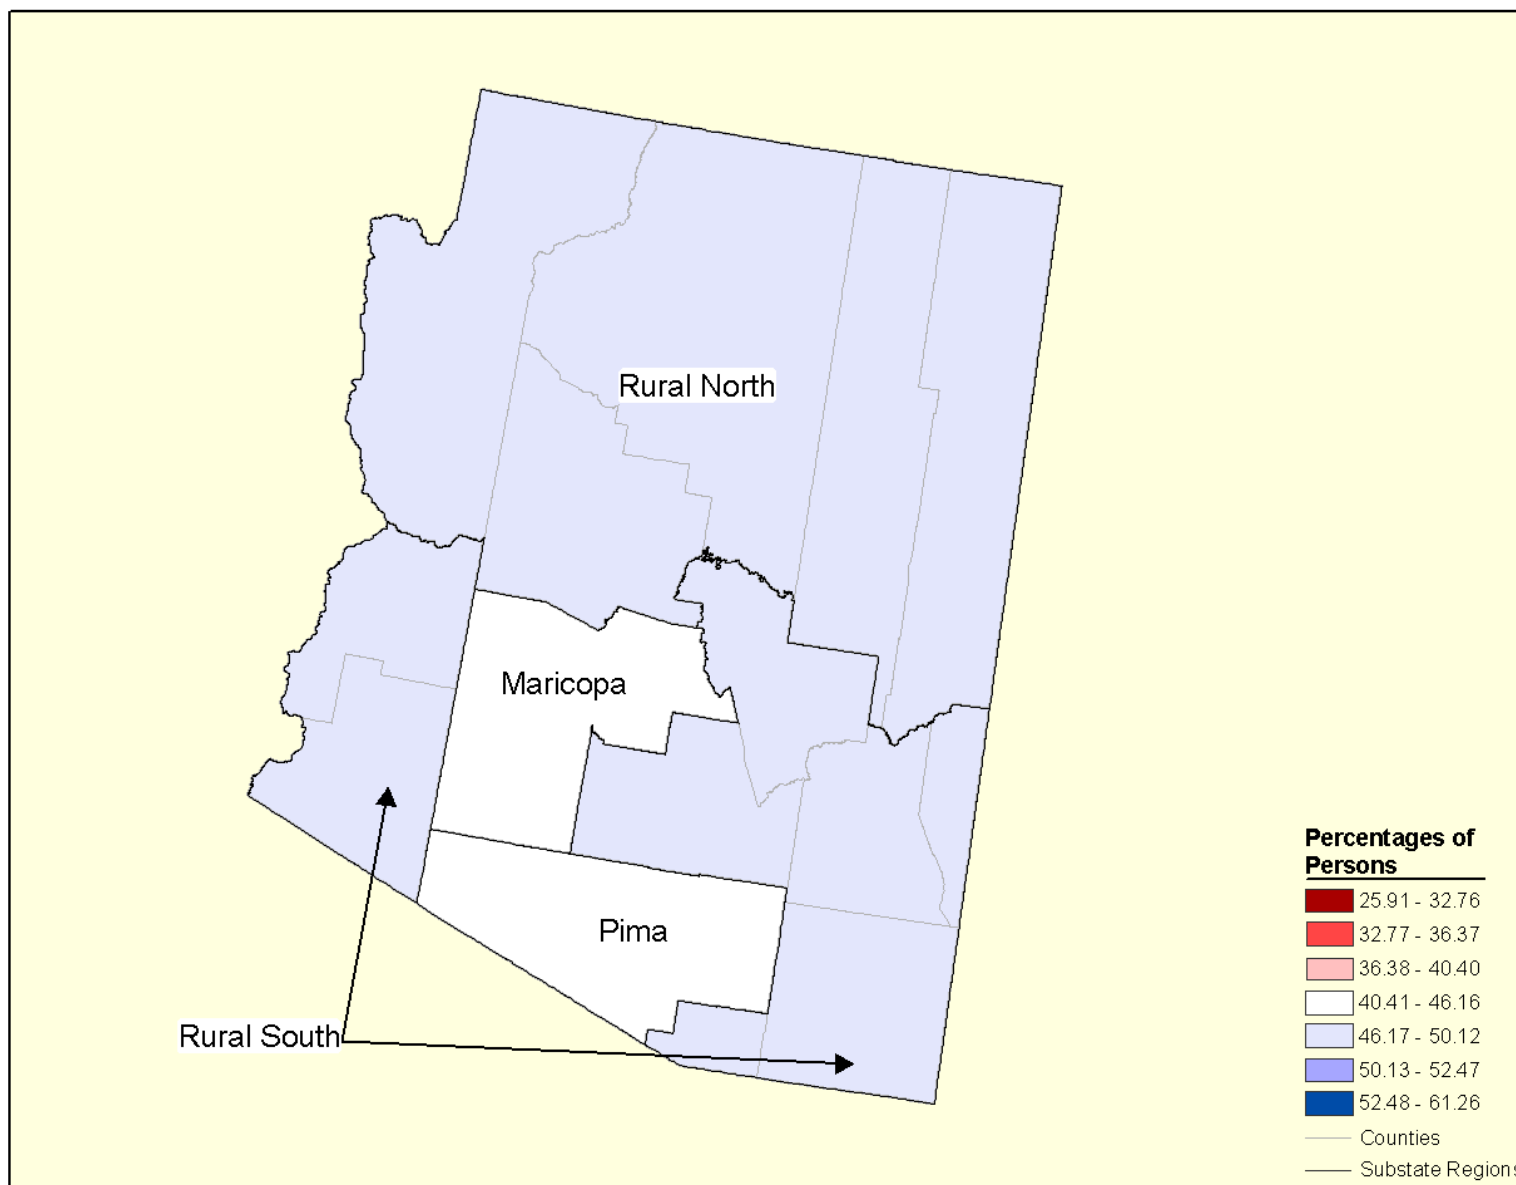 Rural North
Maricopa
Pima
Rural South
Percentages of
Persons
25.91 - 32.76
32.77 - 36.37
36.38 - 40.40
40.41 - 46.16
46.17 - 50.12
50.13 - 52.47
52.48 - 61.26
Counties
Substate Regions